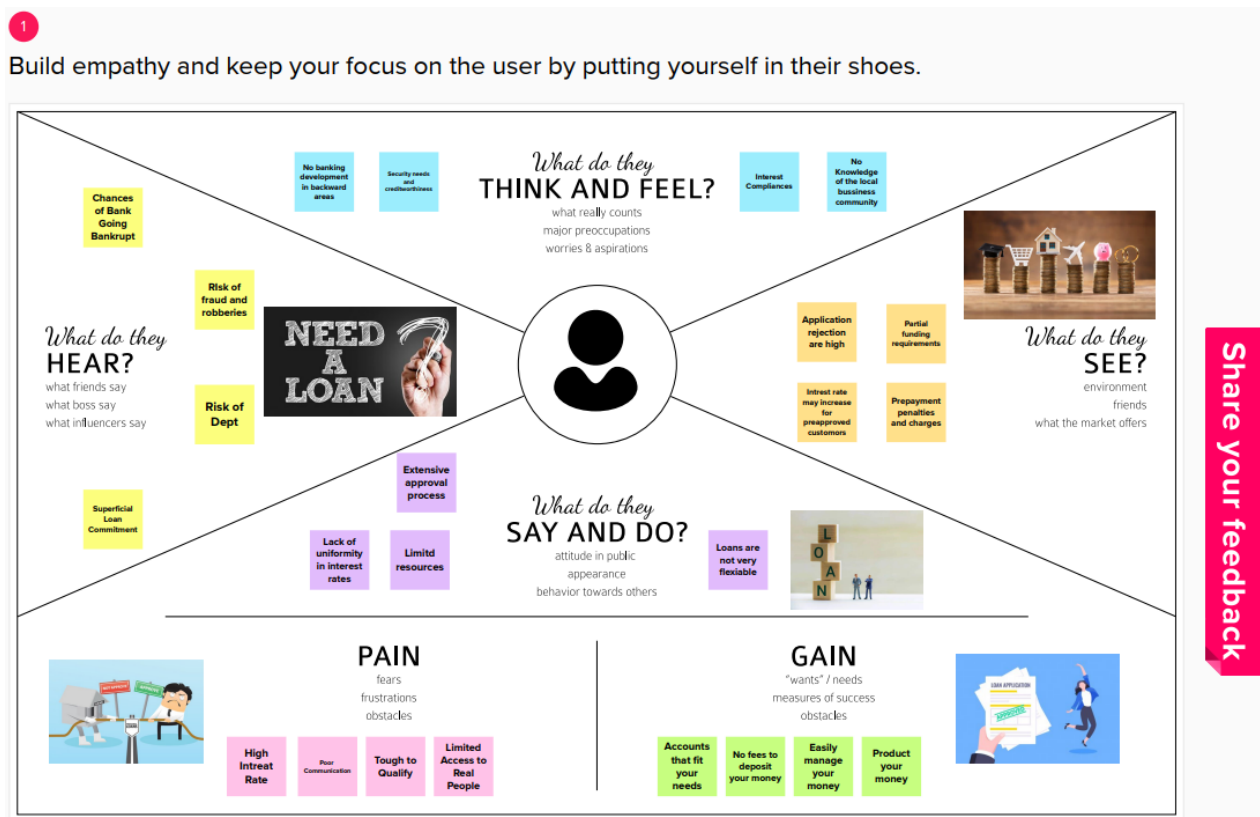 1
Build empathy and keep your focus on the user by putting yourself in their shoes.
What do they
THINK AND FEEL?
what really counts
major preoccupations
worries & aspirations
No banking
development
in backward
areas
Security needs
and
creditworthiness
Interest
Compliances
No
Knowledge
of the local
bussiness
community
What do they
HEAR?
what friends say
what boss say
what influencers say
Chances
of Bank
Going
Bankrupt
RIsk of
fraud and
robberies
Risk of
Dept
Superficial
Loan
Commitment
NEED
A
LOAN
?
What do they
SEE?
environment
friends
what the market offers
Application
rejection
are high
Partial
funding
requirements
Intrest rate
may increase
for
preapproved
customors
Prepayment
penalties
and charges
What do they
SAY AND DO?
attitude in public
appearance
behavior towards others
Extensive
approval
process
Lack of
uniformity
in interest
rates
Limitd
resources
Loans are
not very
flexiable
L
O
A
N
PAIN
fears
frustrations
obstacles
High
Intreat
Rate
Poor
Communication
Tough to
Qualify
Limited
Access to
Real
People
GAIN
"wants" / needs
measures of success
obstacles
Accounts
that fit
your
needs
No fees to
deposit
your money
Easily
manage
your
money
Product
your
money
LOAN APPLICATION
APPROVED
Share your feedback